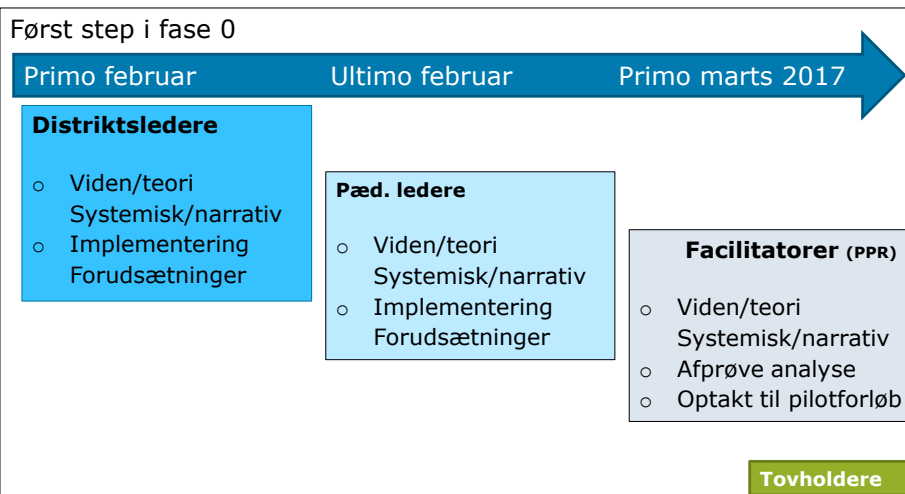 Først step i fase 0
Primo februar
Ultimo februar
Primo marts 2017
Distriktsledere
o Viden/teori
Systemisk/narrativ
o Implementering
Forudsætninger
Pæd. ledere
o Viden/teori
Systemisk/narrativ
o Implementering
Forudsætninger
Facilitatorer (PPR)
o Viden/teori
Systemisk/narrativ
o Afprøve analyse
o Optakt til pilotforløb
Tovholdere